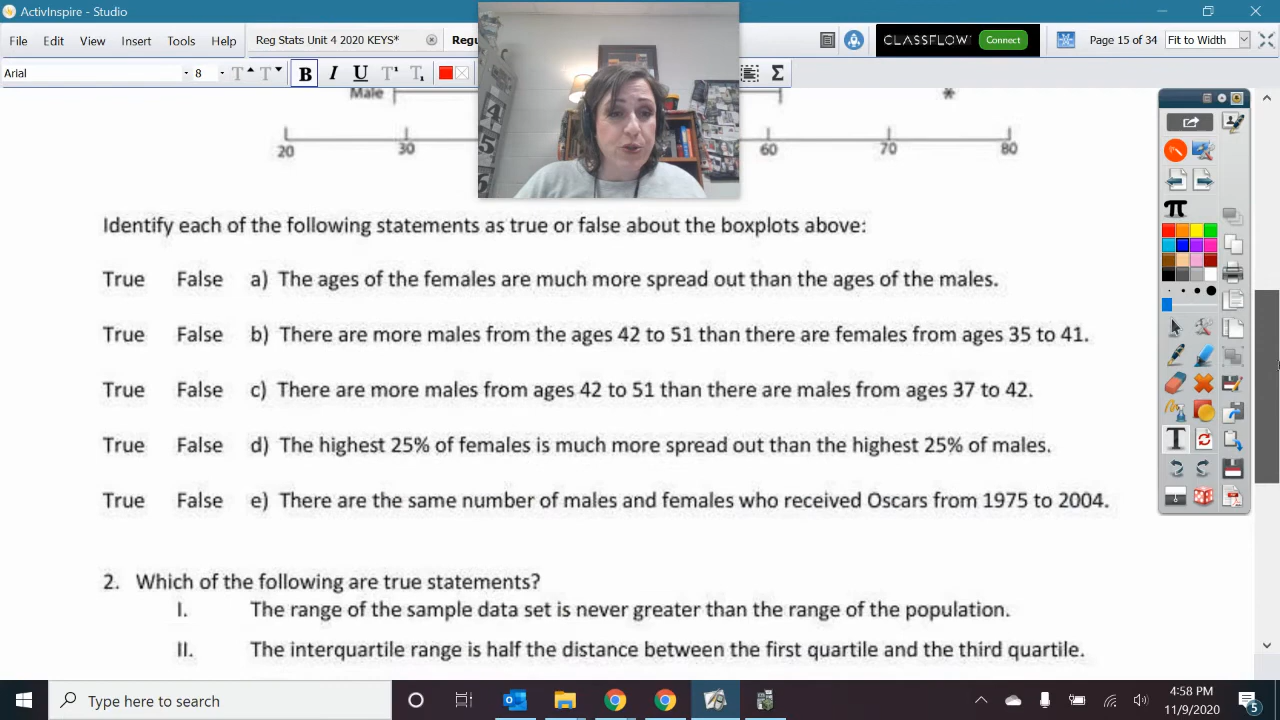 ActivInspire - Studio
File Edit View Insert Tools Help Reg Stats Unit 4 2020 KEYS* Regu CLASSFLOW Connect Page 15 of 34 Fit to Width
Arial 8 B I U T T Σ
Male *
20 30 60 70 80
Identify each of the following statements as true or false about the boxplots above:
True False a) The ages of the females are much more spread out than the ages of the males.
True False b) There are more males from the ages 42 to 51 than there are females from ages 35 to 41.
True False c) There are more males from ages 42 to 51 than there are males from ages 37 to 42.
True False d) The highest 25% of females is much more spread out than the highest 25% of males.
True False e) There are the same number of males and females who received Oscars from 1975 to 2004.
2. Which of the following are true statements?
I. The range of the sample data set is never greater than the range of the population.
II. The interquartile range is half the distance between the first quartile and the third quartile.
Type here to search
4:58 PM
11/9/2020
5